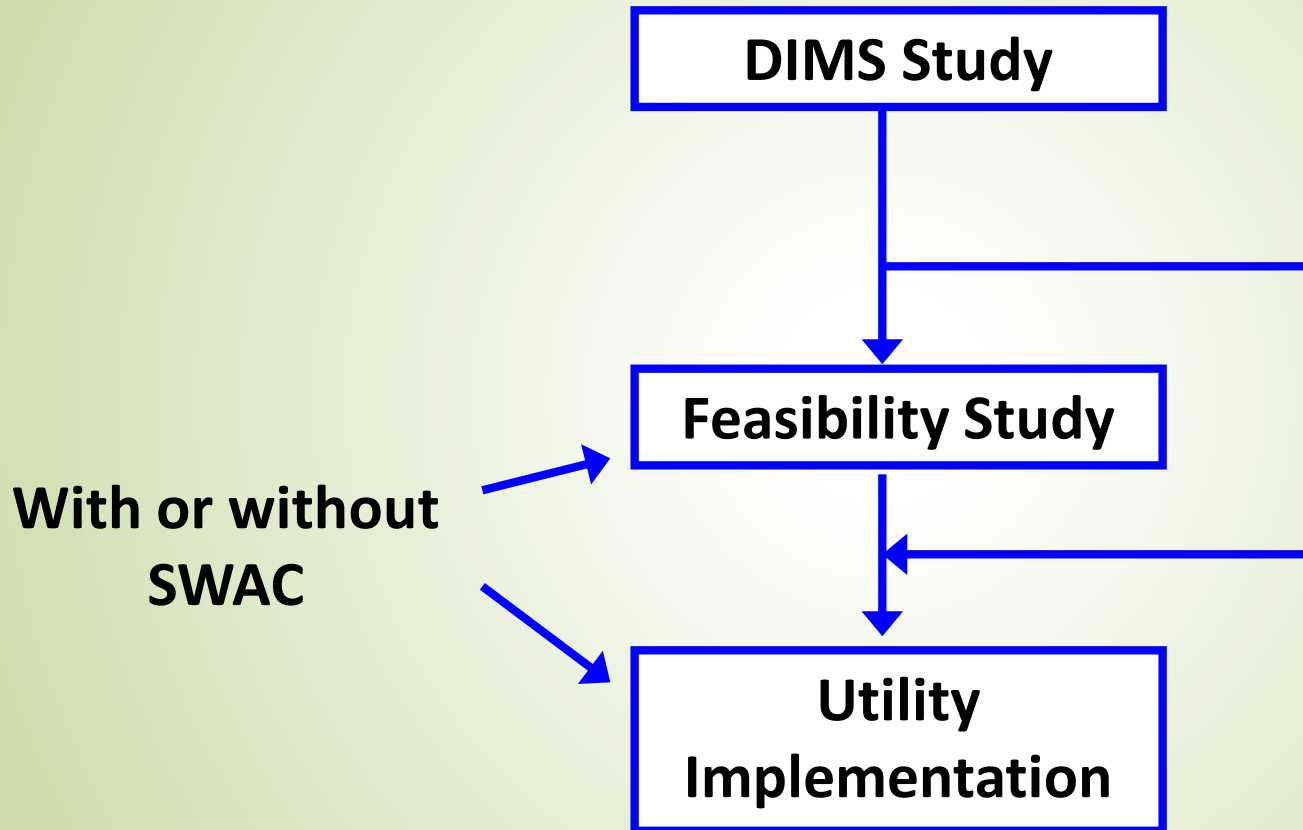 DIMS Study
Feasibility Study
With or without
SWAC
Utility
Implementation